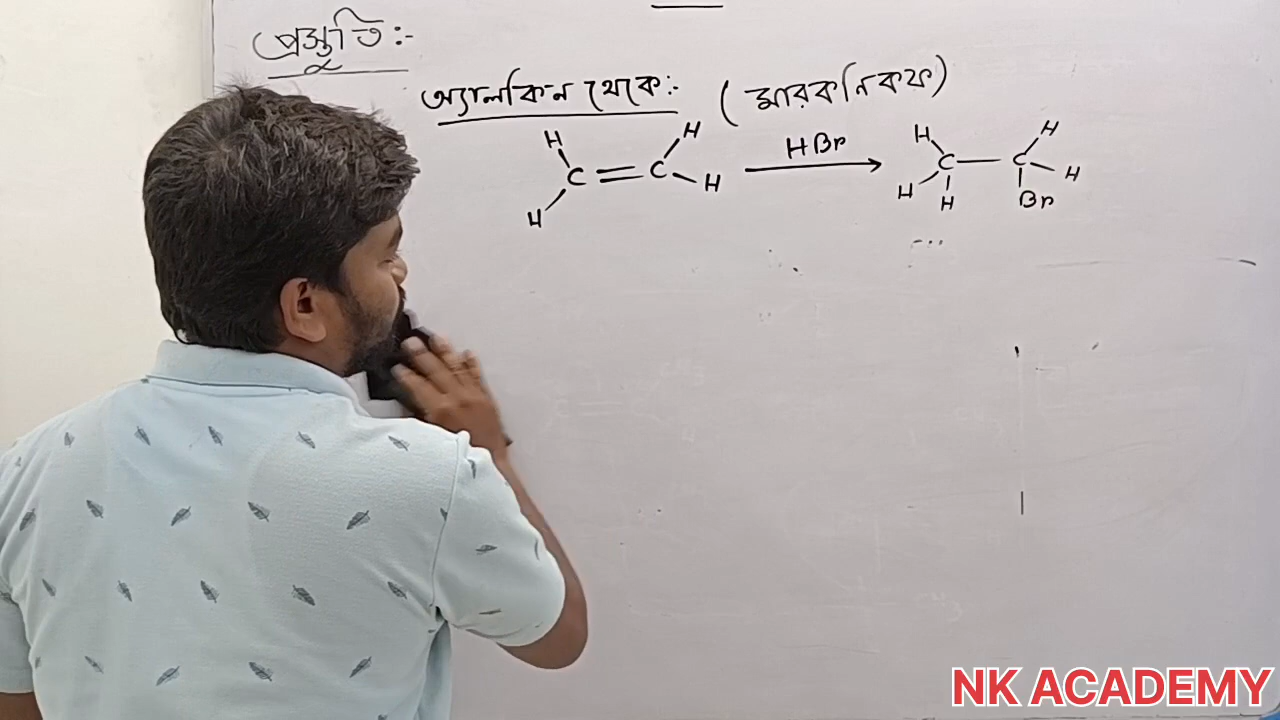 প্রস্তুতি :-
অ্যালকিন থেকে :- ( মারকনিকফ )
H H HBr H H
C = C → C — C
H H H H Br H
NK ACADEMY